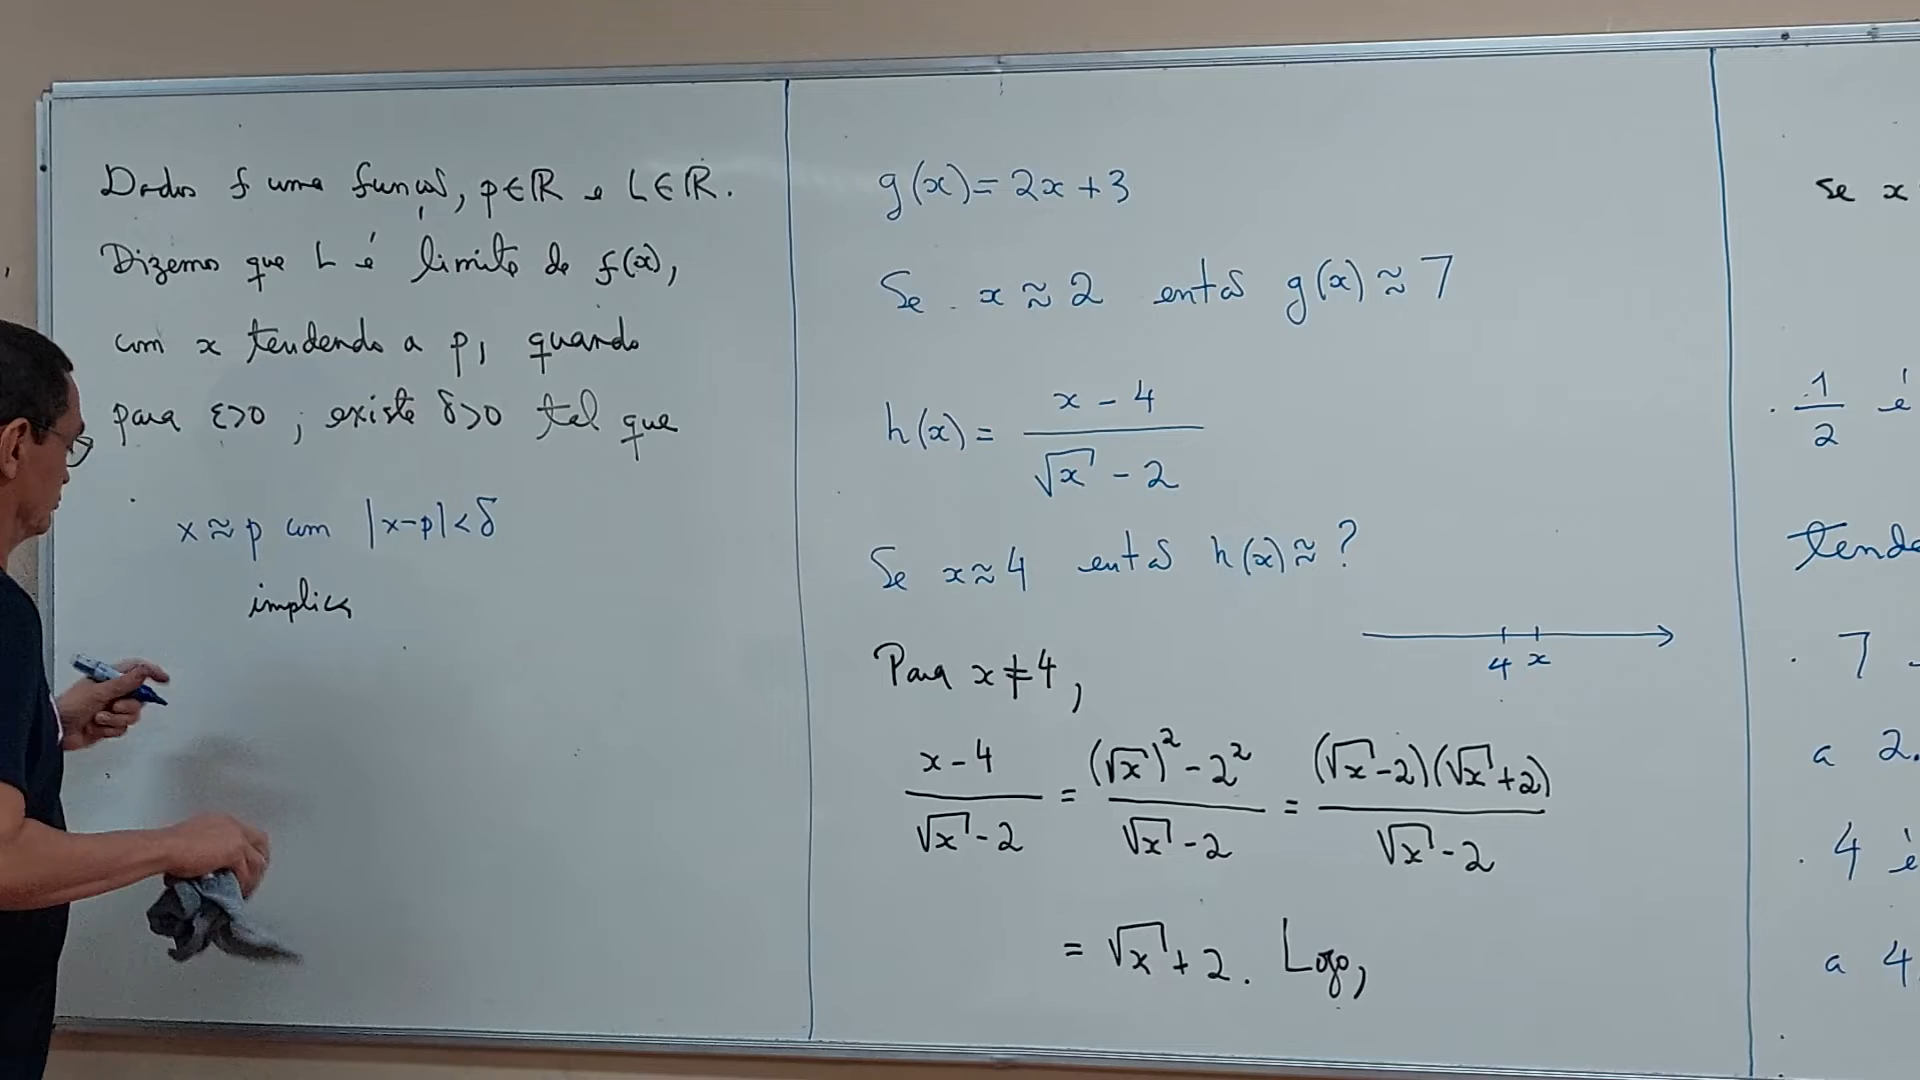 Dados f uma função, p∈ℝ e L∈ℝ.
Dizemos que L é limite de f(x),
com x tendendo a p, quando
para ε>0, existe δ>0 tal que
x≈p com |x-p|<δ
implica
g(x)=2x+3
Se x≈2 então g(x)≈7
h(x)= (x-4)/(√x-2)
Se x≈4 então h(x)≈?
4 x
Para x≠4,
(x-4)/(√x-2) = ((√x)²-2²)/(√x-2) = ((√x-2)(√x+2))/(√x-2)
= √x+2. Logo,
Se x
. 1/2 é
. 7
a 2.
. 4 é
a 4